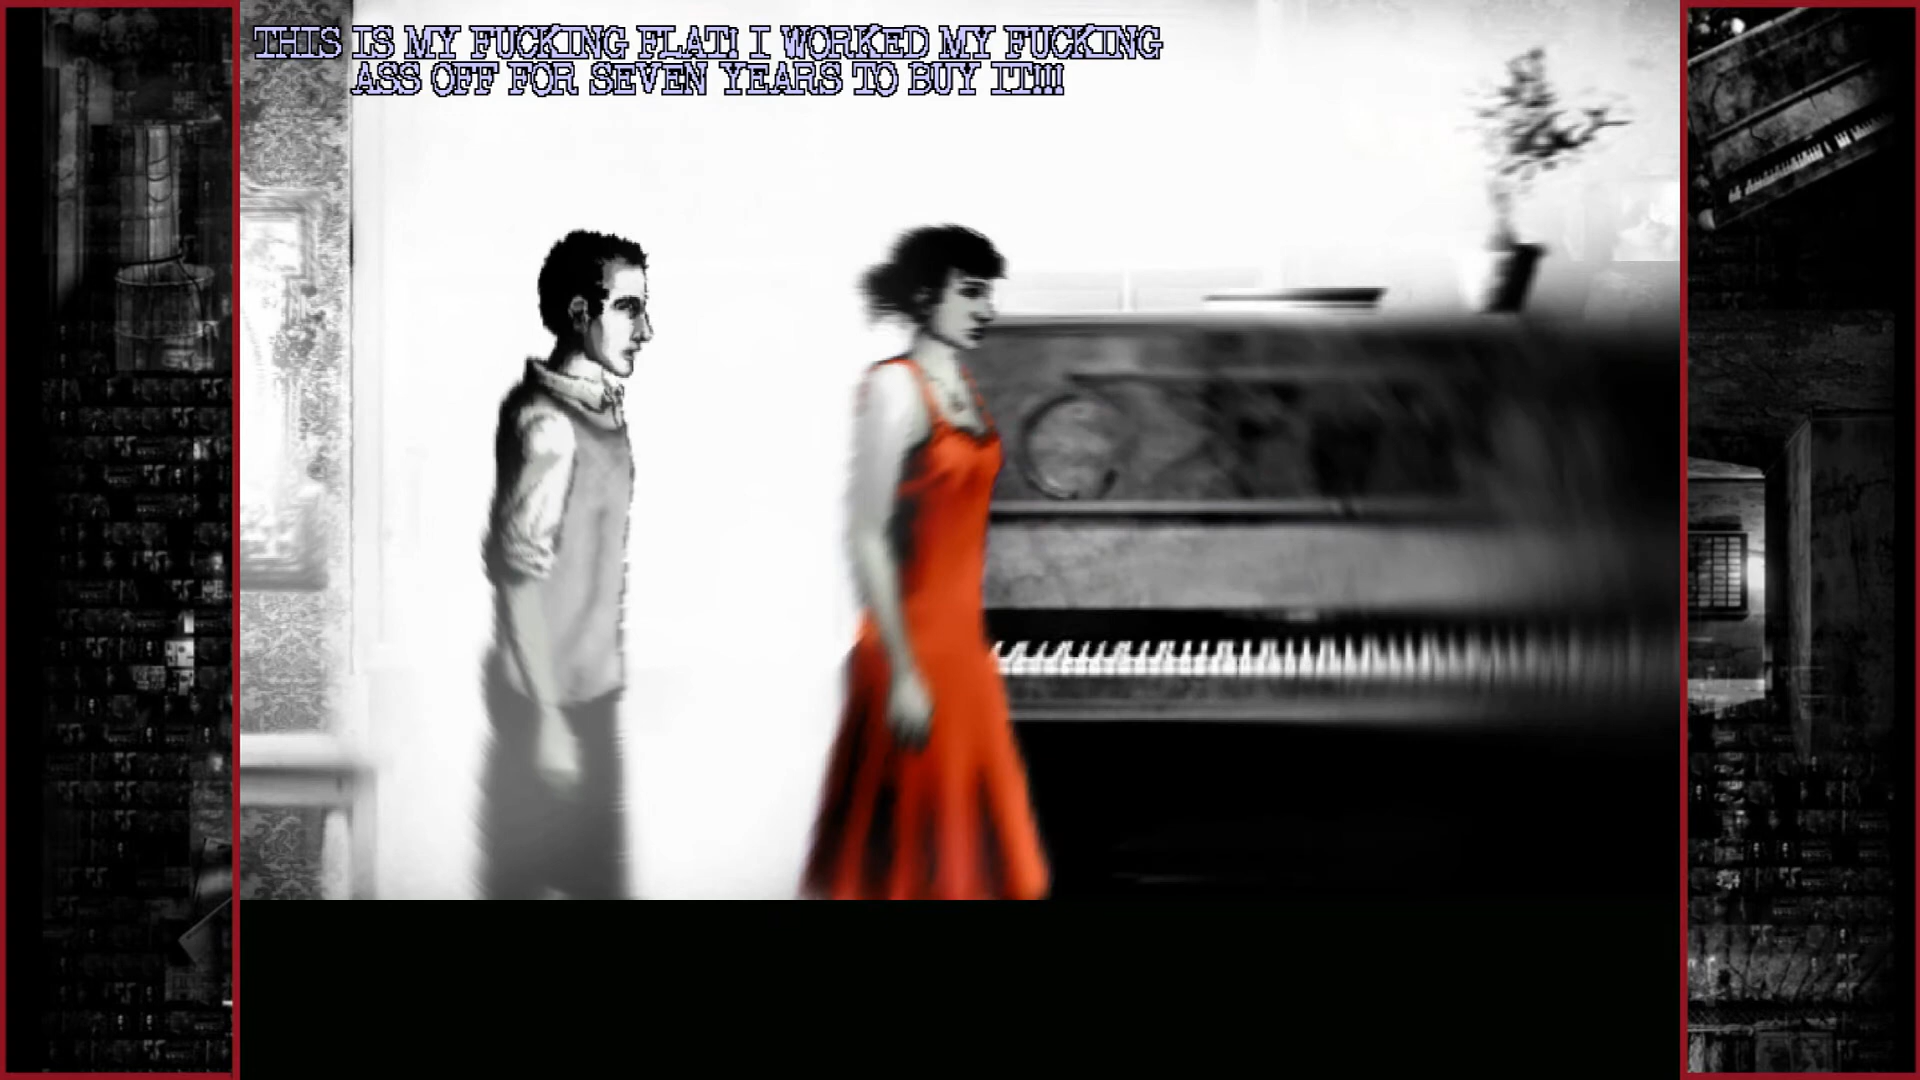 THIS IS MY FUCKING FLAT! I WORKED MY FUCKING
ASS OFF FOR SEVEN YEARS TO BUY IT!!!